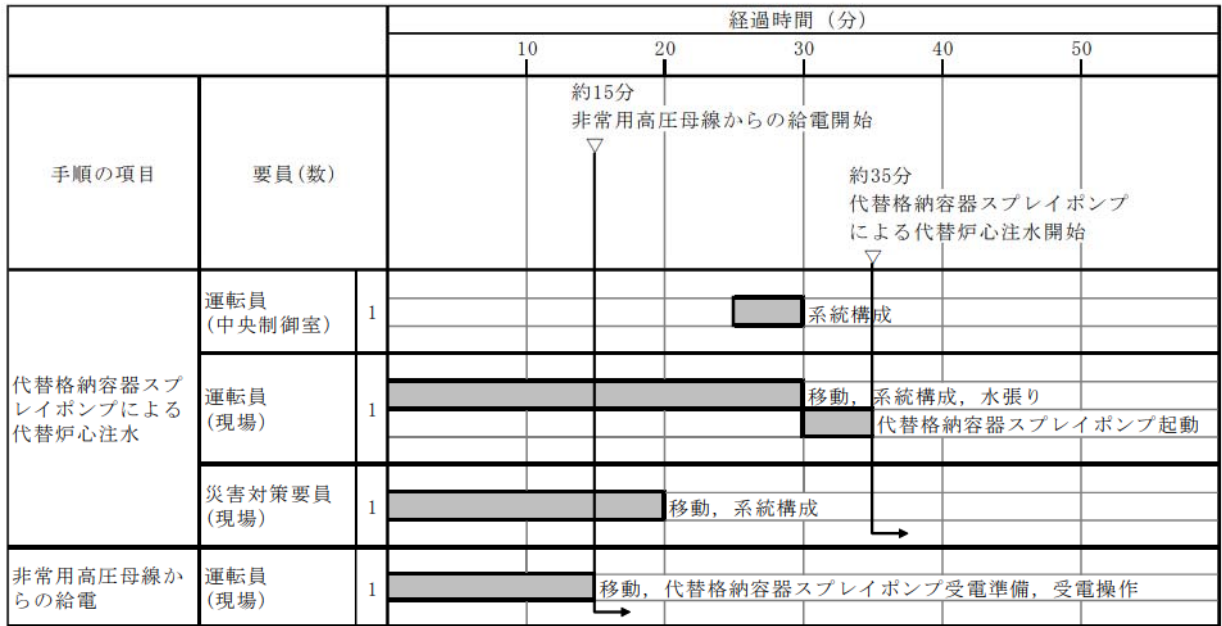 経過時間（分）
10 20 30 40 50
手順の項目
要員(数)
約15分
非常用高圧母線からの給電開始
約35分
代替格納容器スプレイポンプ
による代替炉心注水開始
代替格納容器スプ
レイポンプによる
代替炉心注水
運転員
(中央制御室)
1
系統構成
運転員
(現場)
1
移動，系統構成，水張り
代替格納容器スプレイポンプ起動
災害対策要員
(現場)
1
移動，系統構成
非常用高圧母線か
らの給電
運転員
(現場)
1
移動，代替格納容器スプレイポンプ受電準備，受電操作